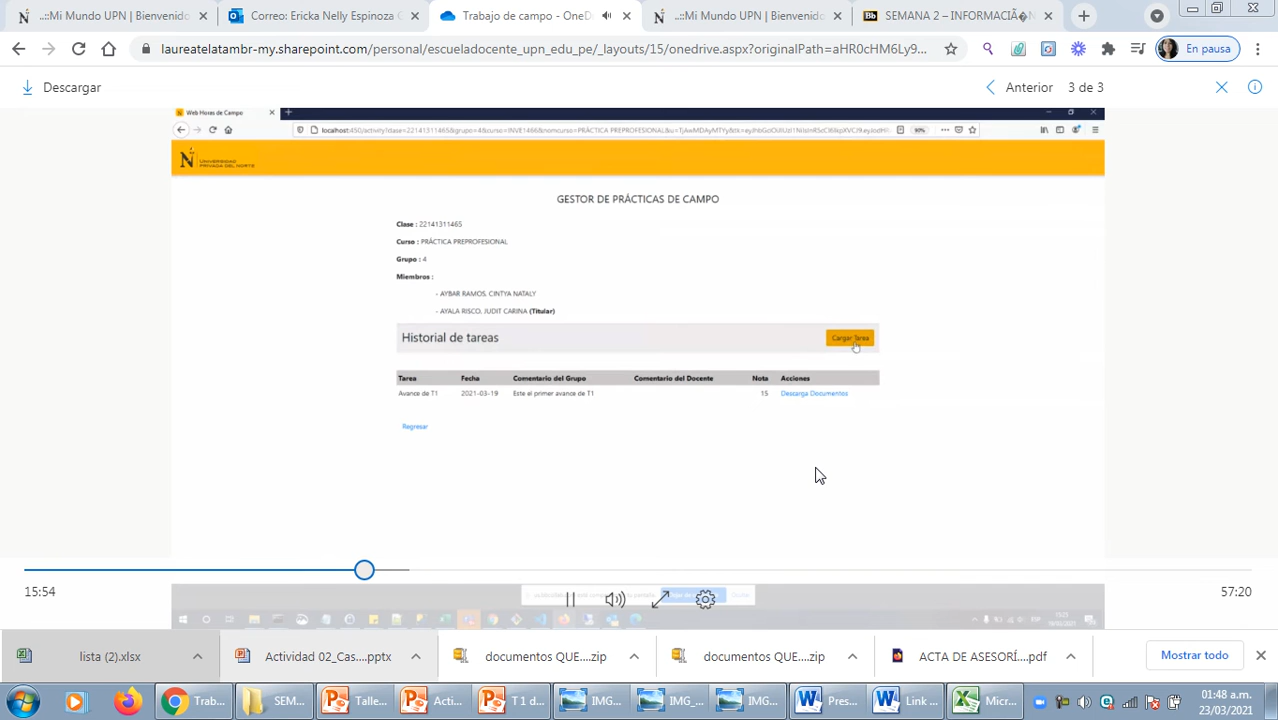 ..::Mi Mundo UPN | Bienvenido
Correo: Ericka Nelly Espinoza G
Trabajo de campo - OneD
..::Mi Mundo UPN | Bienvenido
SEMANA 2 – INFORMACIÃ
laureatelatambr-my.sharepoint.com/personal/escueladocente_upn_edu_pe/_layouts/15/onedrive.aspx?originalPath=aHR0cHM6Ly9...
En pausa
Descargar
Anterior
3 de 3
Web Horas de Campo
90%
UNIVERSIDAD
PRIVADA DEL NORTE
GESTOR DE PRÁCTICAS DE CAMPO
Clase : 22141311465
Curso : PRÁCTICA PREPROFESIONAL
Grupo : 4
Miembros :
- AYBAR RAMOS, CINTYA NATALY
- AYALA RISCO, JUDIT CARINA (Titular)
Historial de tareas
Cargar Tarea
Tarea Fecha Comentario del Grupo Comentario del Docente Nota Acciones
Avance de T1 2021-03-19 Este el primer avance de T1 15 Descarga Documentos
Regresar
15:54
57:20
lista (2).xlsx
Actividad 02_Cas....pptx
documentos QUE....zip
documentos QUE....zip
ACTA DE ASESORÍ....pdf
Mostrar todo
Trab...
SEM...
Talle...
Acti...
T 1 d...
IMG...
IMG_...
IMG...
Pres...
Link ...
Micr...
01:48 a.m.
23/03/2021